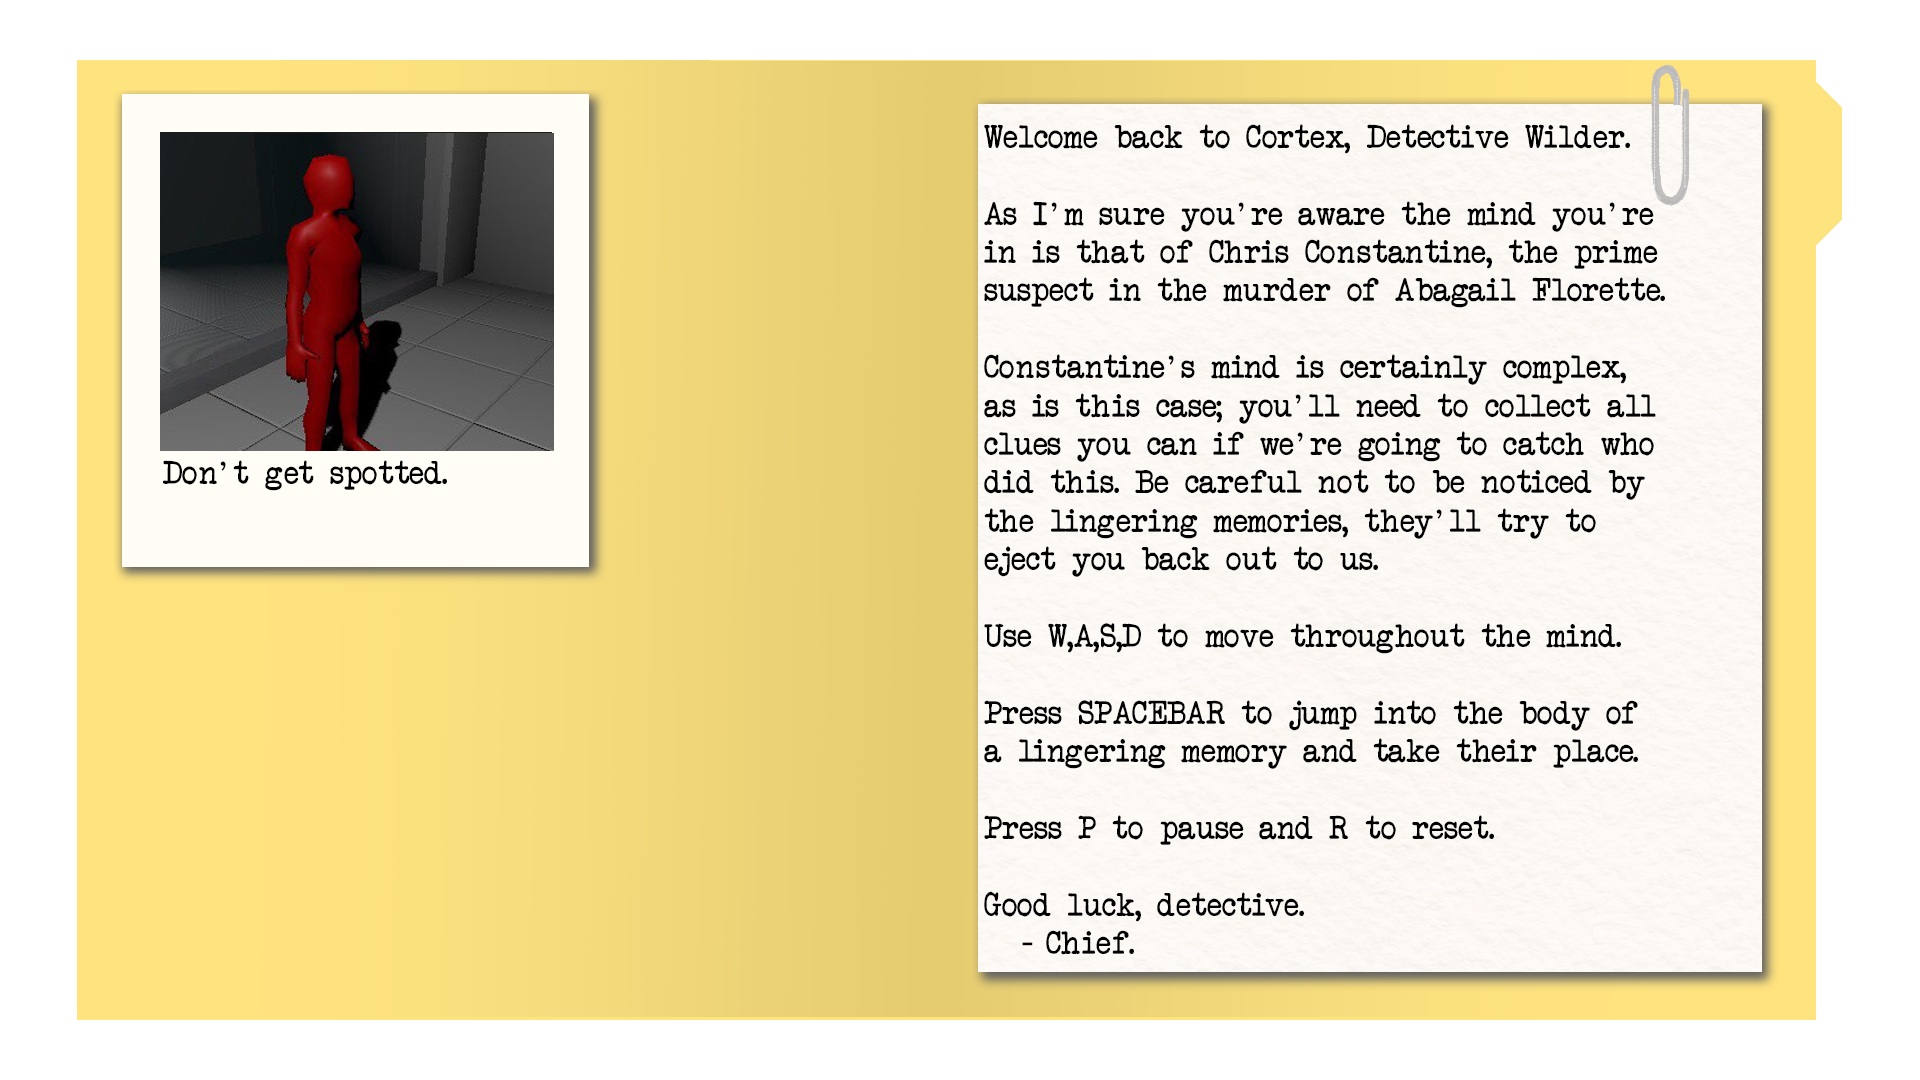 Don't get spotted.
Welcome back to Cortex, Detective Wilder.
As I'm sure you're aware the mind you're
in is that of Chris Constantine, the prime
suspect in the murder of Abagail Florette.
Constantine's mind is certainly complex,
as is this case; you'll need to collect all
clues you can if we're going to catch who
did this. Be careful not to be noticed by
the lingering memories, they'll try to
eject you back out to us.
Use W,A,S,D to move throughout the mind.
Press SPACEBAR to jump into the body of
a lingering memory and take their place.
Press P to pause and R to reset.
Good luck, detective.
- Chief.